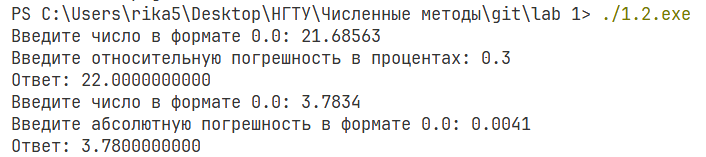 PS C:\Users\rika5\Desktop\НГТУ\Численные методы\git\lab 1> ./1.2.exe
Введите число в формате 0.0: 21.68563
Введите относительную погрешность в процентах: 0.3
Ответ: 22.0000000000
Введите число в формате 0.0: 3.7834
Введите абсолютную погрешность в формате 0.0: 0.0041
Ответ: 3.7800000000